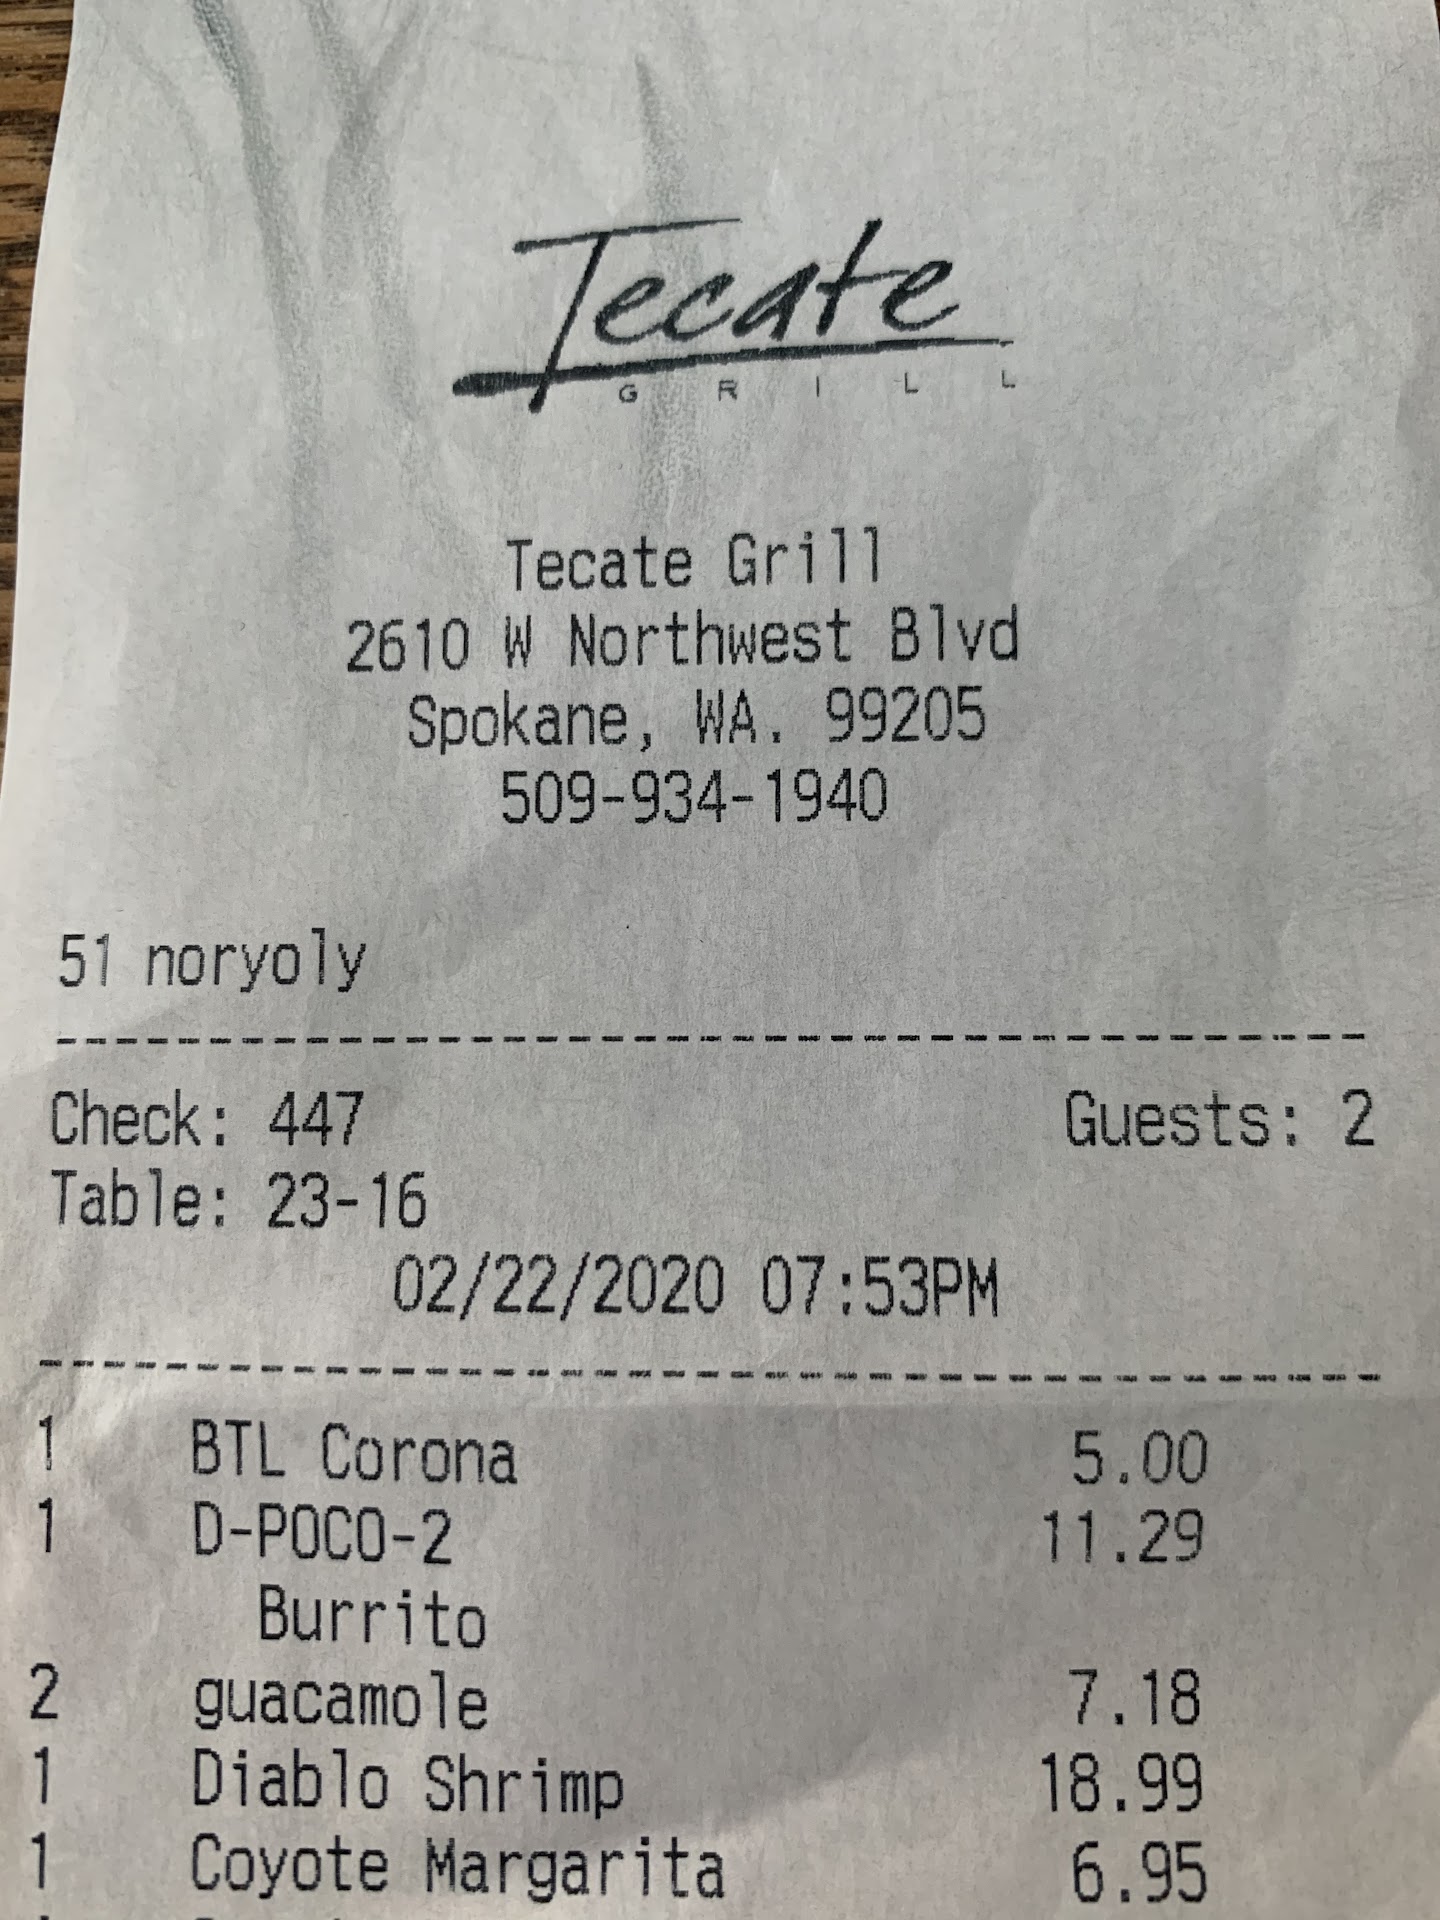 Tecate
GRILL
Tecate Grill
2610 W Northwest Blvd
Spokane, WA. 99205
509-934-1940
51 noryoly
Check: 447 Guests: 2
Table: 23-16
02/22/2020 07:53PM
1 BTL Corona 5.00
1 D-POCO-2 11.29
Burrito
2 guacamole 7.18
1 Diablo Shrimp 18.99
1 Coyote Margarita 6.95